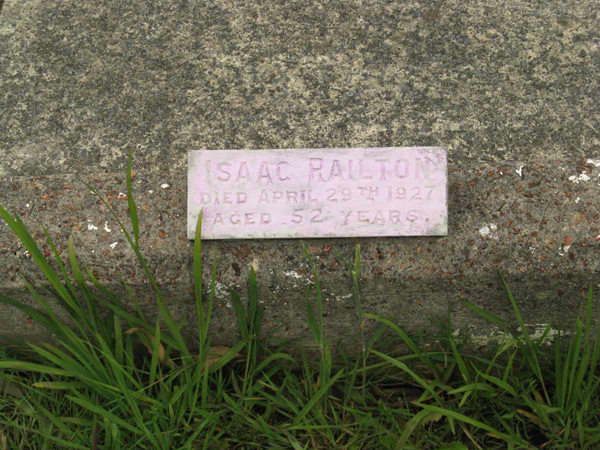 ISAAC RAILTON
DIED APRIL 29TH 1927
AGED 52 YEARS.